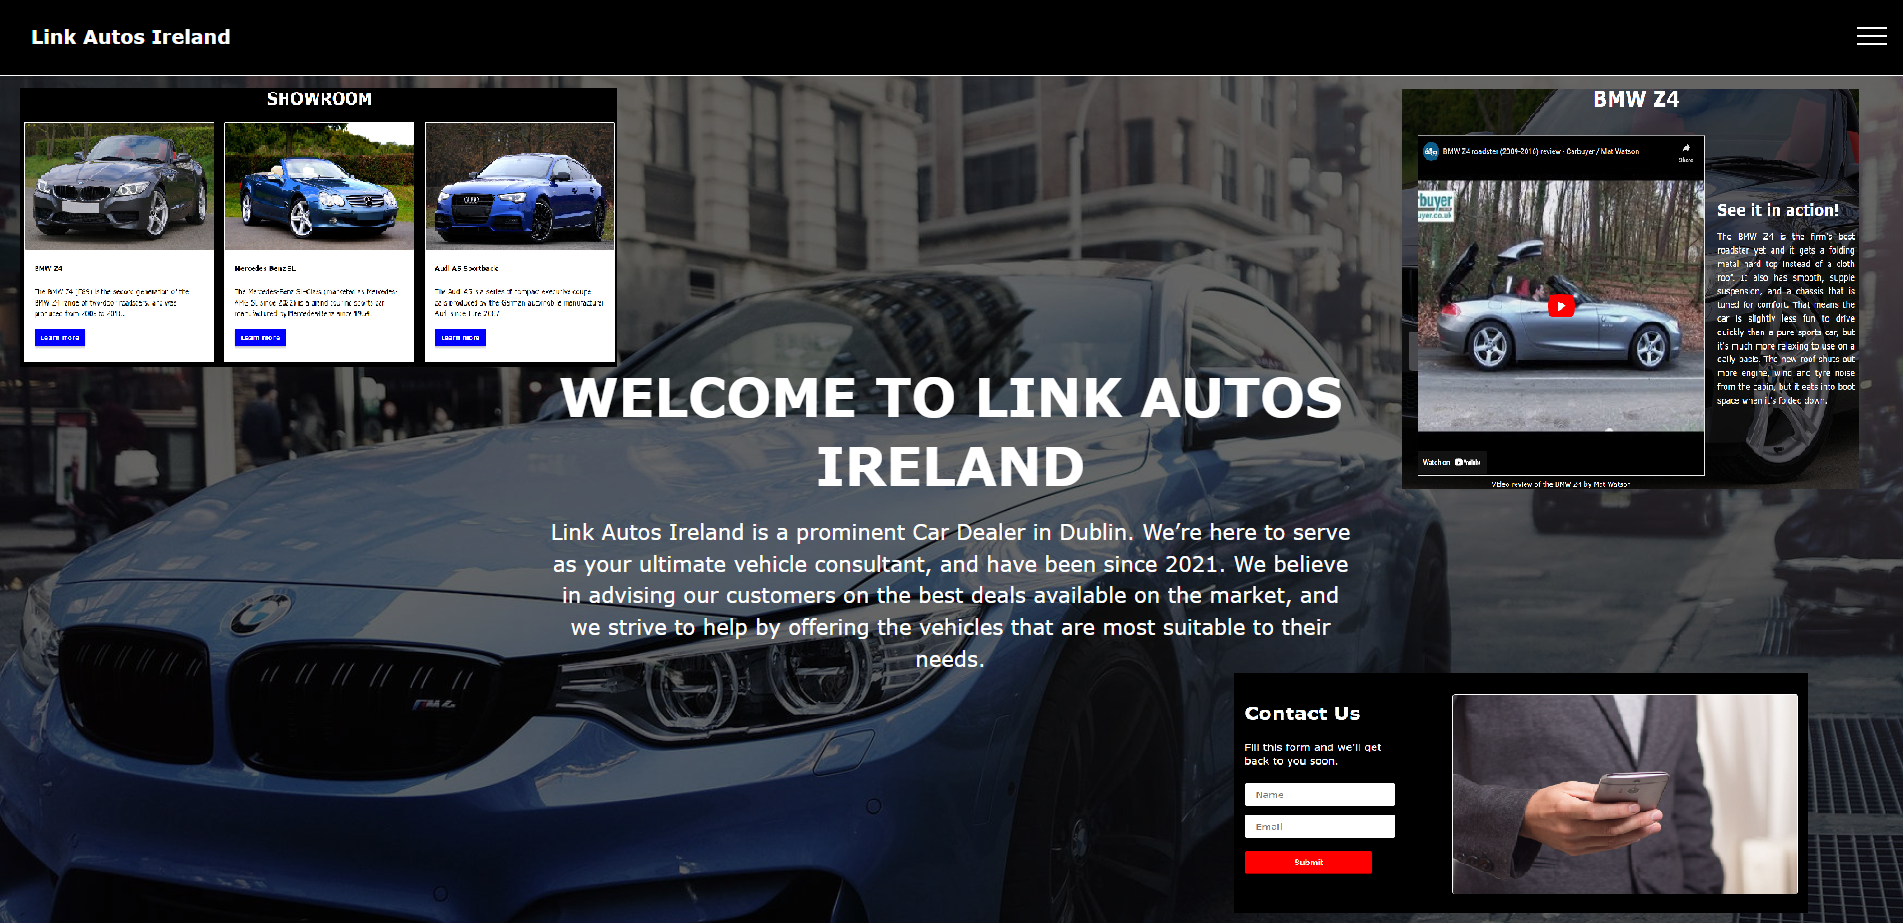 Link Autos Ireland
SHOWROOM
BMW Z4
The BMW Z4 (E89) is the second generation of the
BMW Z4 range of two-door roadsters, and was
produced from 2009 to 2016.
Learn more
Mercedes Benz SL
The Mercedes-Benz SL-Class (marketed as Mercedes-
AMG SL since 2022) is a grand touring sports car
manufactured by Mercedes-Benz since 1954.
Learn more
Audi A5 Sportback
The Audi A5 is a series of compact executive coupe
cars produced by the German automobile manufacturer
Audi since June 2007.
Learn more
BMW Z4
BMW Z4 roadster (2009-2016) review - Carbuyer / Mat Watson
Share
rbuyer
uyer.co.uk
Watch on YouTube
Video review of the BMW Z4 by Mat Watson
See it in action!
The BMW Z4 is the firm's best
roadster yet and it gets a folding
metal hard top instead of a cloth
roof. It also has smooth, supple
suspension, and a chassis that is
tuned for comfort. That means the
car is slightly less fun to drive
quickly than a pure sports car, but
it's much more relaxing to use on a
daily basis. The new roof shuts out
more engine, wind and tyre noise
from the cabin, but it eats into boot
space when it's folded down.
WELCOME TO LINK AUTOS
IRELAND
Link Autos Ireland is a prominent Car Dealer in Dublin. We’re here to serve
as your ultimate vehicle consultant, and have been since 2021. We believe
in advising our customers on the best deals available on the market, and
we strive to help by offering the vehicles that are most suitable to their
needs.
BMW
M4
Contact Us
Fill this form and we'll get
back to you soon.
Name
Email
Submit